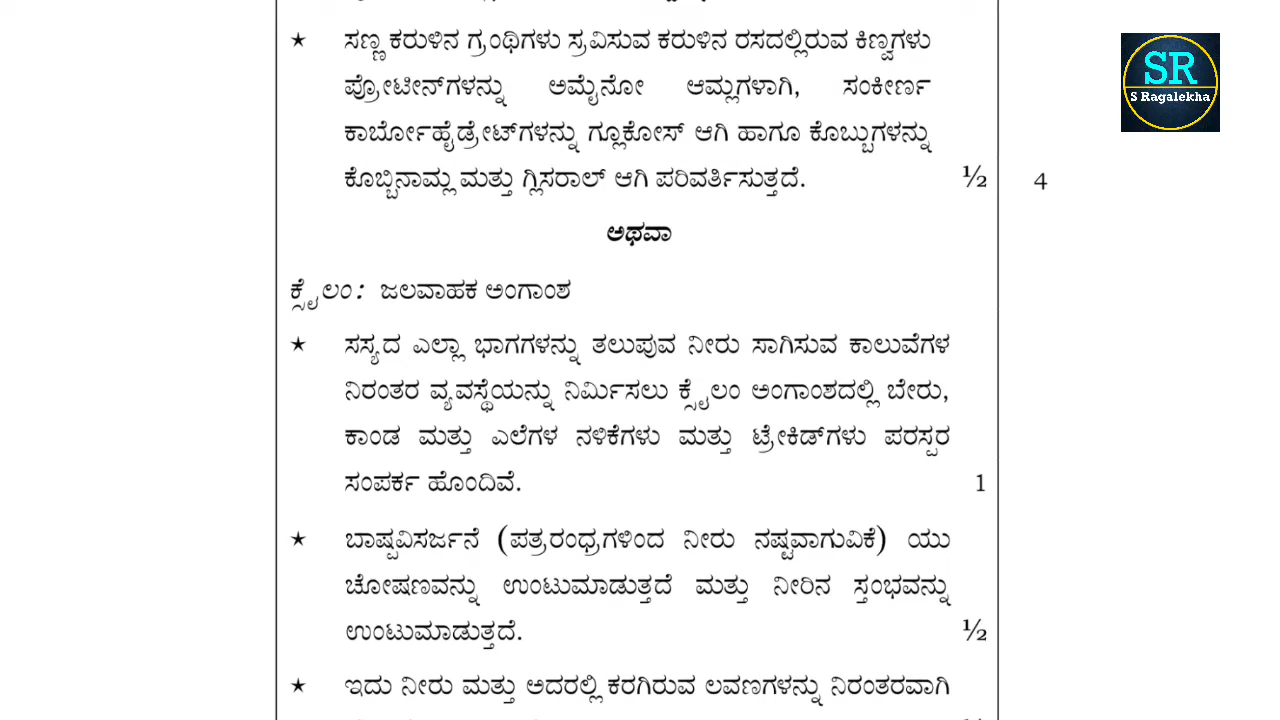 ★ ಸಣ್ಣ ಕರುಳಿನ ಗ್ರಂಥಿಗಳು ಸ್ರವಿಸುವ ಕರುಳಿನ ರಸದಲ್ಲಿರುವ ಕಿಣ್ವಗಳು
ಪ್ರೋಟೀನ್‌ಗಳನ್ನು ಅಮೈನೋ ಆಮ್ಲಗಳಾಗಿ, ಸಂಕೀರ್ಣ
ಕಾರ್ಬೋಹೈಡ್ರೇಟ್‌ಗಳನ್ನು ಗ್ಲೂಕೋಸ್ ಆಗಿ ಹಾಗೂ ಕೊಬ್ಬುಗಳನ್ನು
ಕೊಬ್ಬಿನಾಮ್ಲ ಮತ್ತು ಗ್ಲಿಸರಾಲ್ ಆಗಿ ಪರಿವರ್ತಿಸುತ್ತದೆ. ½ 4
ಅಥವಾ
ಕ್ಸೈಲಂ: ಜಲವಾಹಕ ಅಂಗಾಂಶ
★ ಸಸ್ಯದ ಎಲ್ಲಾ ಭಾಗಗಳನ್ನು ತಲುಪುವ ನೀರು ಸಾಗಿಸುವ ಕಾಲುವೆಗಳ
ನಿರಂತರ ವ್ಯವಸ್ಥೆಯನ್ನು ನಿರ್ಮಿಸಲು ಕ್ಸೈಲಂ ಅಂಗಾಂಶದಲ್ಲಿ ಬೇರು,
ಕಾಂಡ ಮತ್ತು ಎಲೆಗಳ ನಳಿಕೆಗಳು ಮತ್ತು ಟ್ರೇಕಿಡ್‌ಗಳು ಪರಸ್ಪರ
ಸಂಪರ್ಕ ಹೊಂದಿವೆ. 1
★ ಬಾಷ್ಪವಿಸರ್ಜನೆ (ಪತ್ರರಂಧ್ರಗಳಿಂದ ನೀರು ನಷ್ಟವಾಗುವಿಕೆ) ಯು
ಚೋಷಣವನ್ನು ಉಂಟುಮಾಡುತ್ತದೆ ಮತ್ತು ನೀರಿನ ಸ್ತಂಭವನ್ನು
ಉಂಟುಮಾಡುತ್ತದೆ. ½
★ ಇದು ನೀರು ಮತ್ತು ಅದರಲ್ಲಿ ಕರಗಿರುವ ಲವಣಗಳನ್ನು ನಿರಂತರವಾಗಿ
SR
S Ragalekha